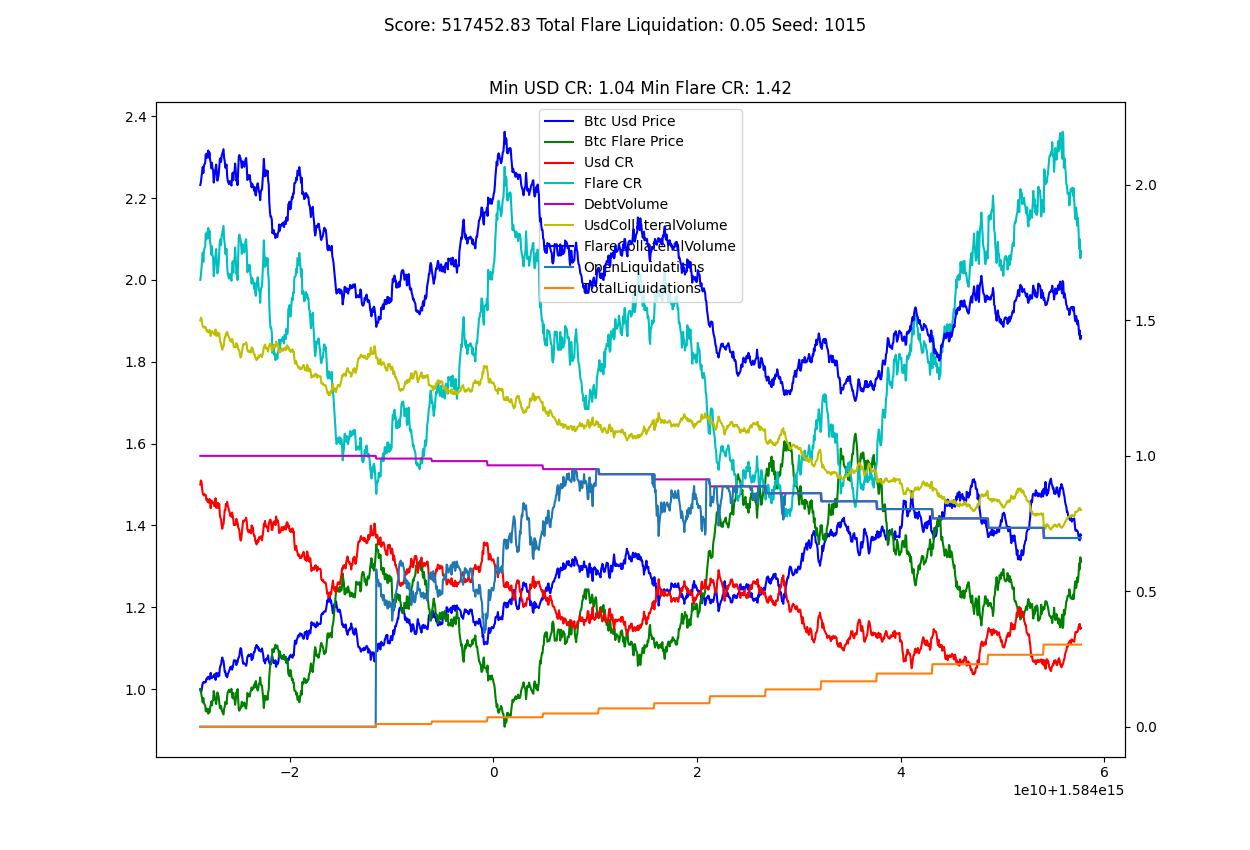 Score: 517452.83 Total Flare Liquidation: 0.05 Seed: 1015
Min USD CR: 1.04 Min Flare CR: 1.42
2.4
2.2
2.0
1.8
1.6
1.4
1.2
1.0
Btc Usd Price
Btc Flare Price
Usd CR
Flare CR
DebtVolume
UsdCollateralVolume
FlareCollateralVolume
OpenLiquidations
TotalLiquidations
2.0
1.5
1.0
0.5
0.0
−2 0 2 4 6
1e10+1.584e15